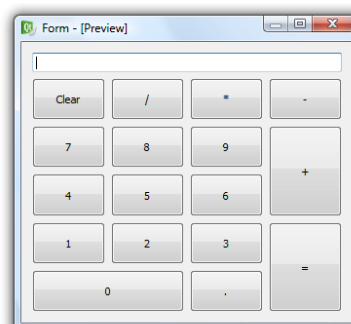 Form - [Preview]
Clear / * -
7 8 9
+
4 5 6
1 2 3
=
0 .